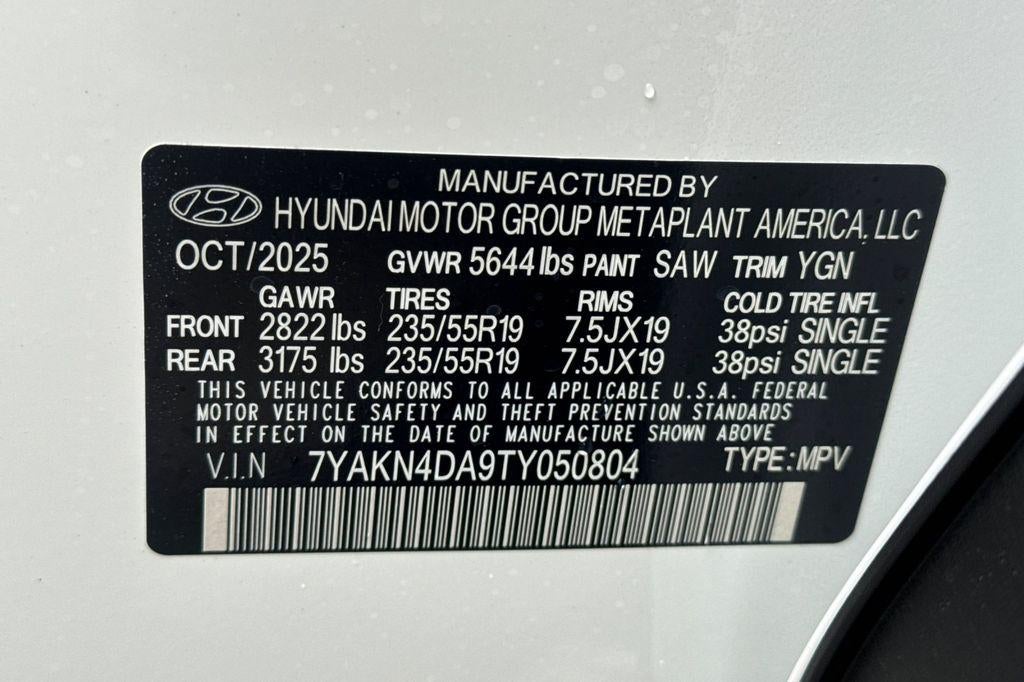 MANUFACTURED BY
HYUNDAI MOTOR GROUP METAPLANT AMERICA, LLC
OCT/2025 GVWR 5644 lbs PAINT SAW TRIM YGN
GAWR TIRES RIMS COLD TIRE INFL
FRONT 2822 lbs 235/55R19 7.5JX19 38psi SINGLE
REAR 3175 lbs 235/55R19 7.5JX19 38psi SINGLE
THIS VEHICLE CONFORMS TO ALL APPLICABLE U.S.A. FEDERAL
MOTOR VEHICLE SAFETY AND THEFT PREVENTION STANDARDS
IN EFFECT ON THE DATE OF MANUFACTURE SHOWN ABOVE
V.I.N 7YAKN4DA9TY050804 TYPE: MPV